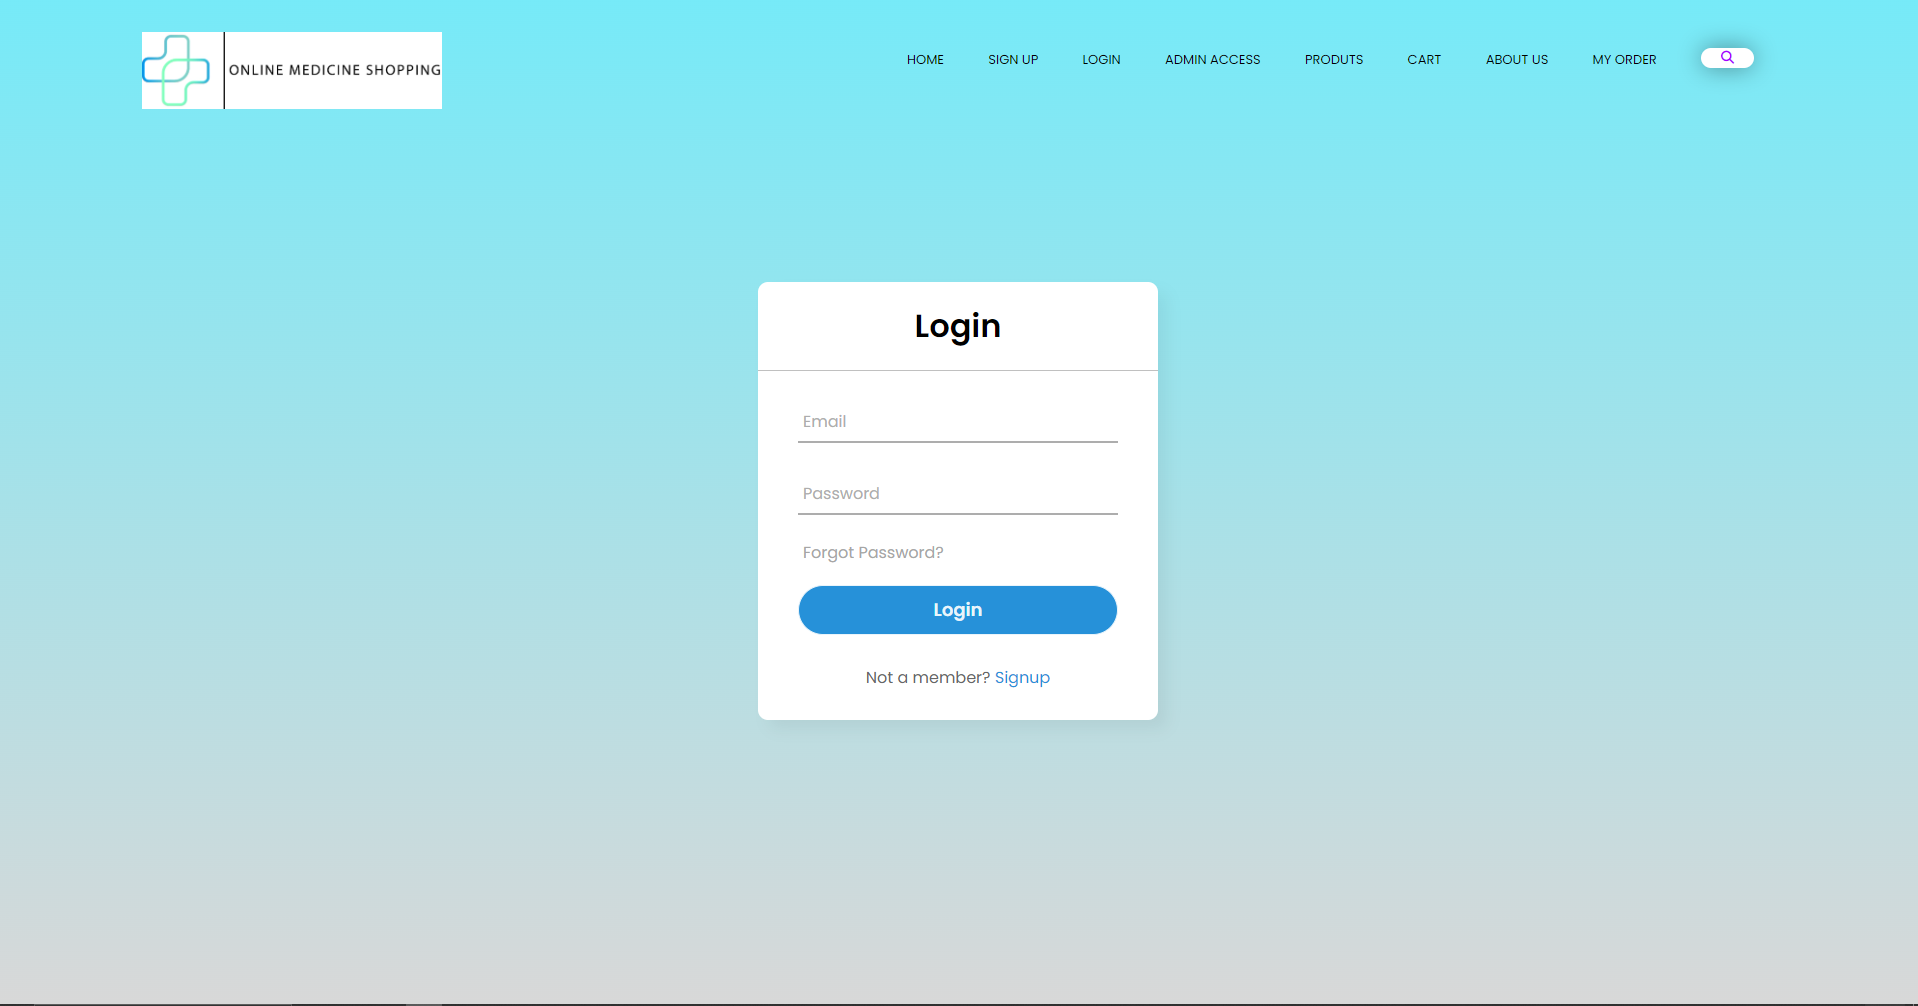 ONLINE MEDICINE SHOPPING
HOME SIGN UP LOGIN ADMIN ACCESS PRODUTS CART ABOUT US MY ORDER
Login
Email
Password
Forgot Password?
Login
Not a member? Signup